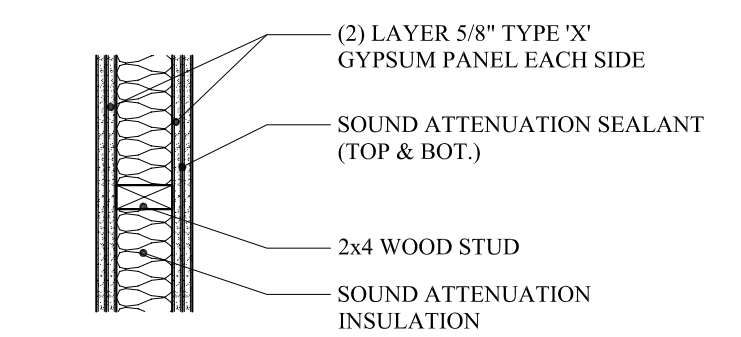 (2) LAYER 5/8" TYPE 'X'
GYPSUM PANEL EACH SIDE
SOUND ATTENUATION SEALANT
(TOP & BOT.)
2x4 WOOD STUD
SOUND ATTENUATION
INSULATION